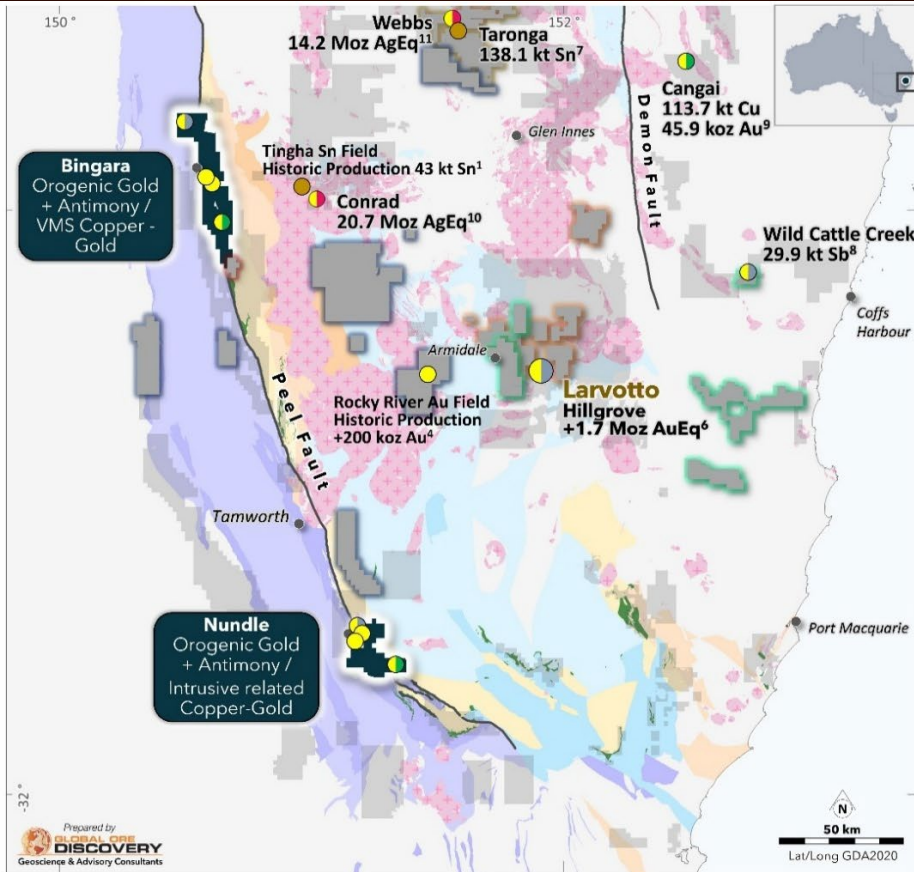 150 °
152 °
Webbs
14.2 Moz AgEq11
Taronga
138.1 kt Sn7
Cangai
113.7 kt Cu
45.9 koz Au9
Demon Fault
Glen Innes
Bingara
Orogenic Gold
+ Antimony /
VMS Copper -
Gold
Tingha Sn Field
Historic Production 43 kt Sn1
Conrad
20.7 Moz AgEq10
Wild Cattle Creek
29.9 kt Sb8
Coffs
Harbour
Armidale
Peel Fault
Rocky River Au Field
Historic Production
+200 koz Au4
Larvotto
Hillgrove
+1.7 Moz AuEq6
Tamworth
Nundle
Orogenic Gold
+ Antimony /
Intrusive related
Copper-Gold
Port Macquarie
-32 °
Prepared by
GLOBAL ORE
DISCOVERY
Geoscience & Advisory Consultants
N
50 km
Lat/Long GDA2020